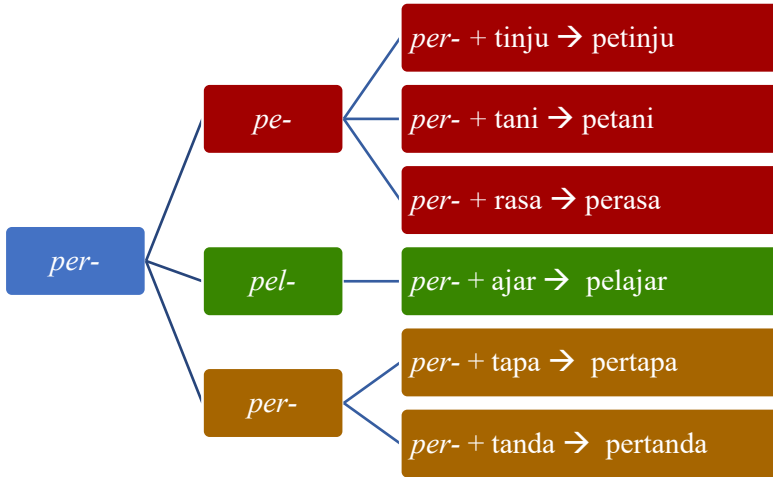 per-
pe-
per- + tinju → petinju
per- + tani → petani
per- + rasa → perasa
pel-
per- + ajar → pelajar
per-
per- + tapa → pertapa
per- + tanda → pertanda